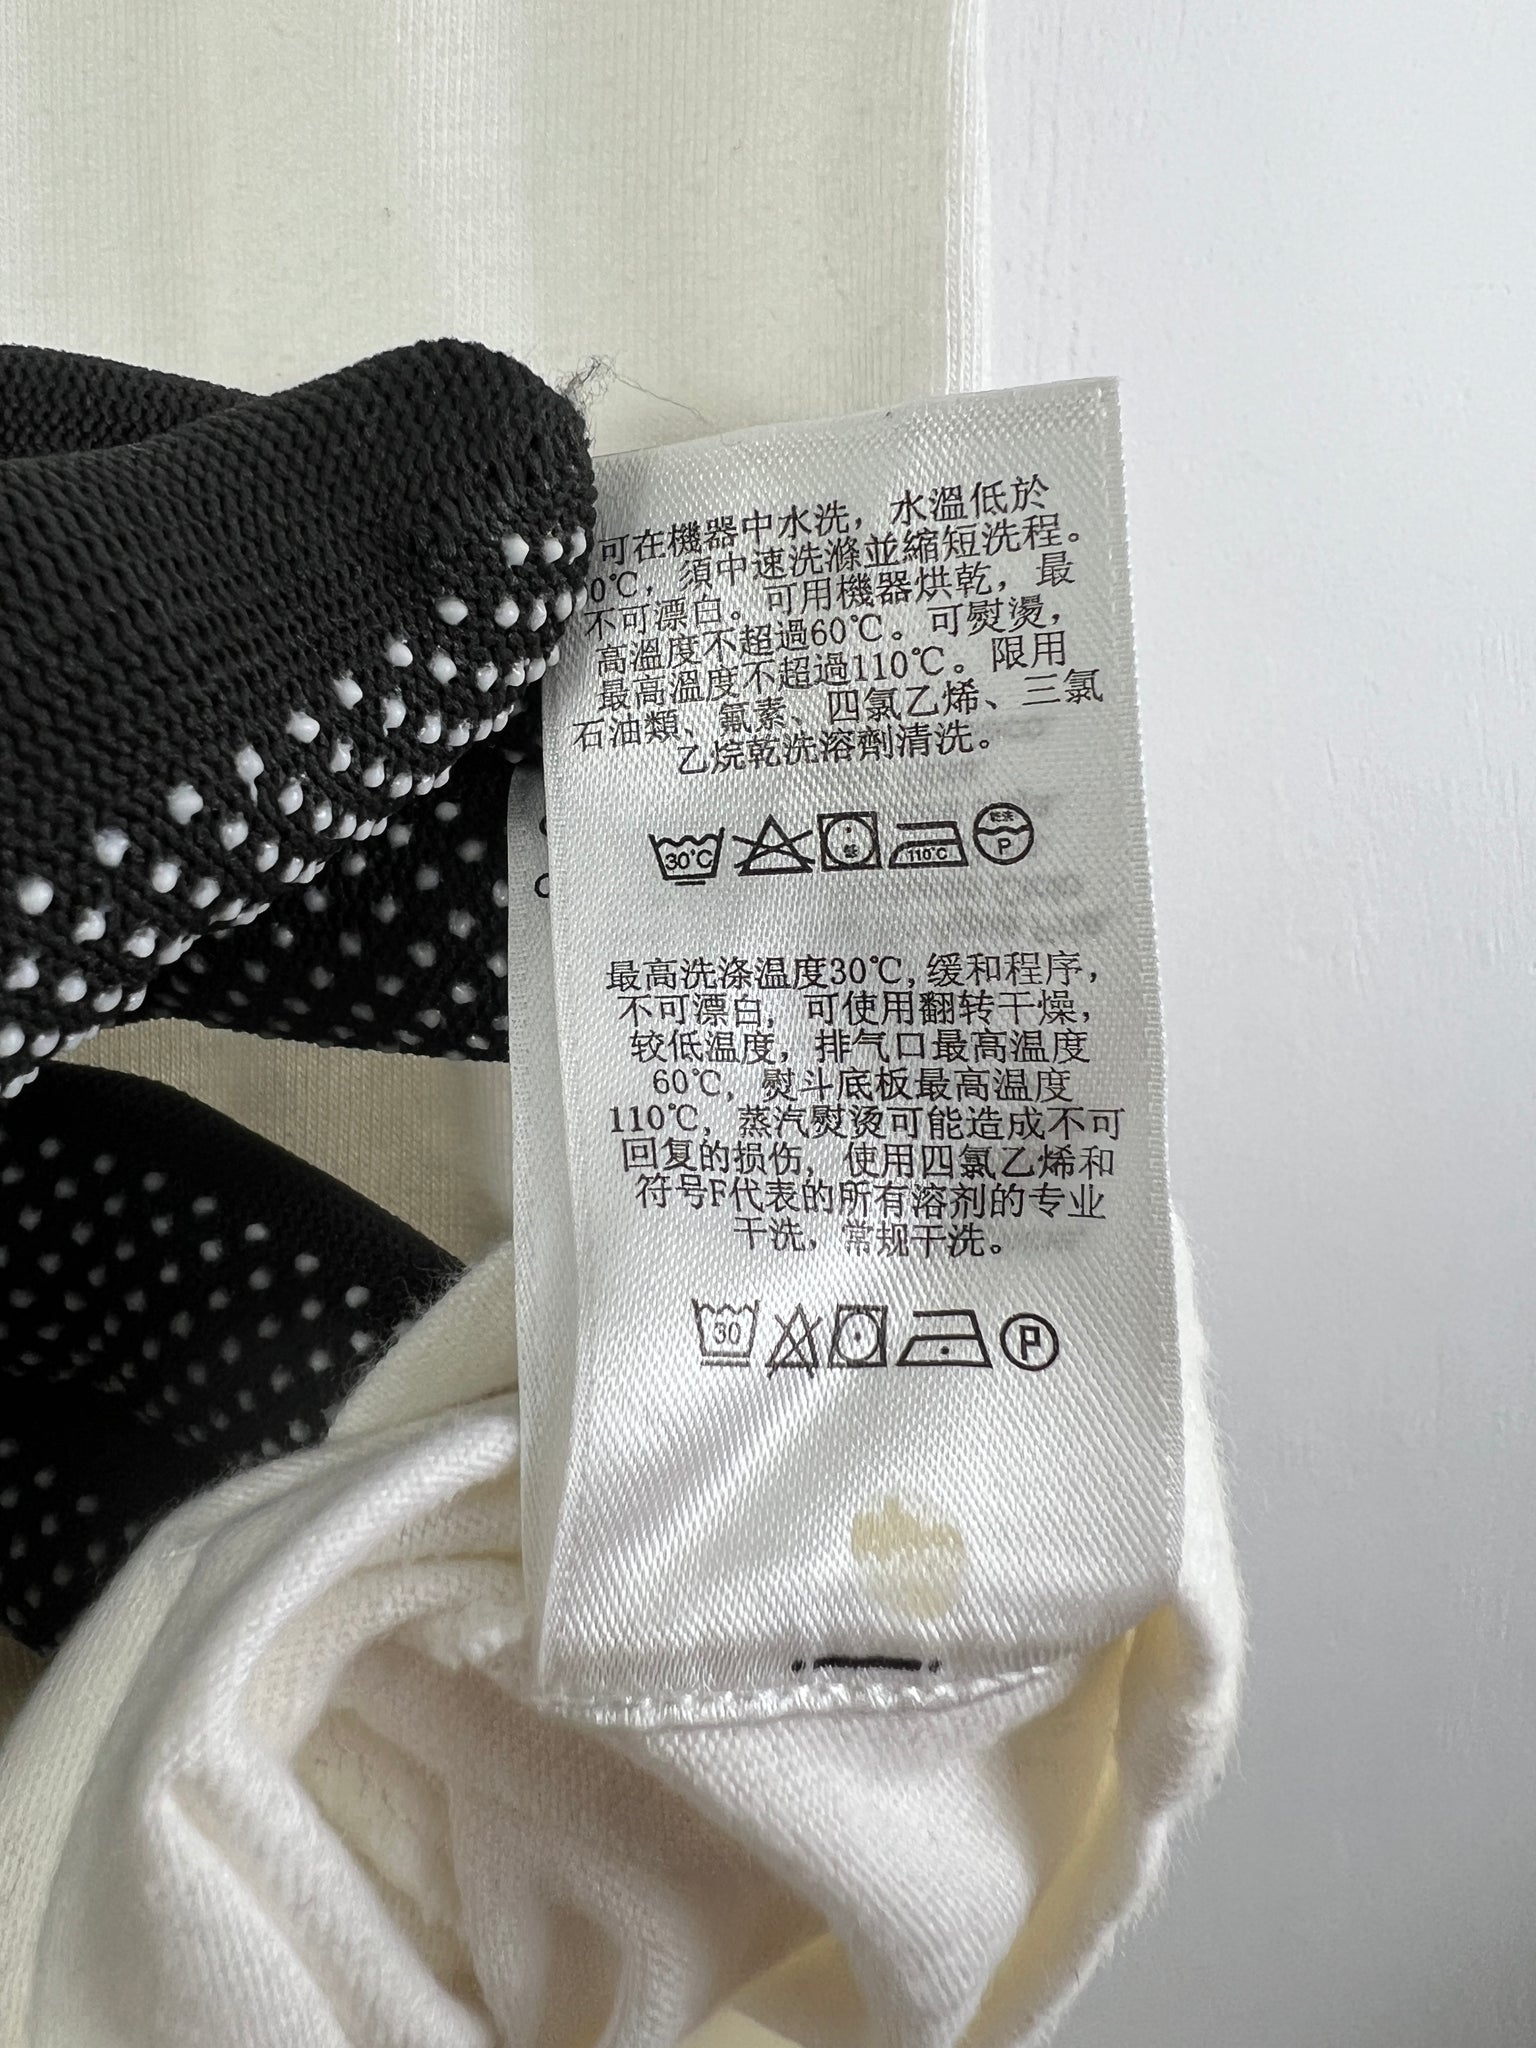 可在機器中水洗，水溫低於
0℃，須中速洗滌並縮短洗程。
不可漂白。可用機器烘乾，最
高溫度不超過60℃。可熨燙，
最高溫度不超過110℃。限用
石油類、氟素、四氯乙烯、三氯
乙烷乾洗溶劑清洗。
30℃ 低 110℃ 乾洗 P
最高洗涤温度30℃,缓和程序，
不可漂白，可使用翻转干燥，
较低温度，排气口最高温度
60℃，熨斗底板最高温度
110℃，蒸汽熨烫可能造成不可
回复的损伤，使用四氯乙烯和
符号F代表的所有溶剂的专业
干洗，常规干洗。
30 P